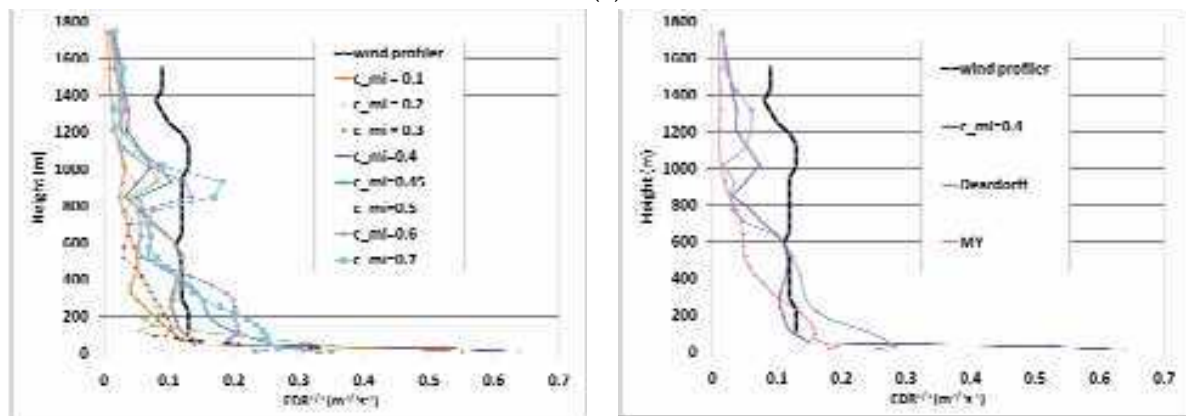 1800
1600
1400
1200
1000
800
600
400
200
0
Height (m)
wind profiler
c_mi = 0.1
c_mi = 0.2
c_mi = 0.3
c_mi=0.4
c_mi=0.45
c_mi=0.5
c_mi=0.6
c_mi=0.7
0 0.1 0.2 0.3 0.4 0.5 0.6 0.7
1800
1600
1400
1200
1000
800
600
400
200
0
Height (m)
wind profiler
c_mi=0.4
Deardorff
MY
0 0.1 0.2 0.3 0.4 0.5 0.6 0.7